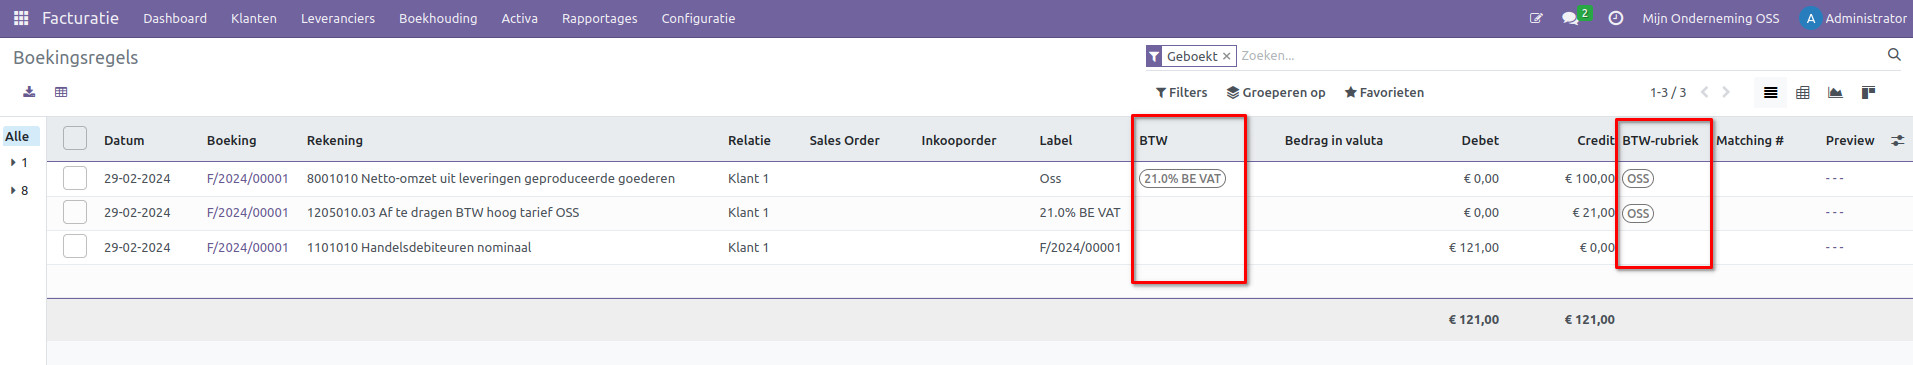 Facturatie Dashboard Klanten Leveranciers Boekhouding Activa Rapportages Configuratie 2 Mijn Onderneming OSS A Administrator
Boekingsregels Geboekt × Zoeken...
Filters Groeperen op Favorieten 1-3 / 3
Alle Datum Boeking Rekening Relatie Sales Order Inkooporder Label BTW Bedrag in valuta Debet Credit BTW-rubriek Matching # Preview
1
8
29-02-2024 F/2024/00001 8001010 Netto-omzet uit leveringen geproduceerde goederen Klant 1 Oss 21.0% BE VAT € 0,00 € 100,00 OSS ---
29-02-2024 F/2024/00001 1205010.03 Af te dragen BTW hoog tarief OSS Klant 1 21.0% BE VAT € 0,00 € 21,00 OSS ---
29-02-2024 F/2024/00001 1101010 Handelsdebiteuren nominaal Klant 1 F/2024/00001 € 121,00 € 0,00 ---
€ 121,00 € 121,00